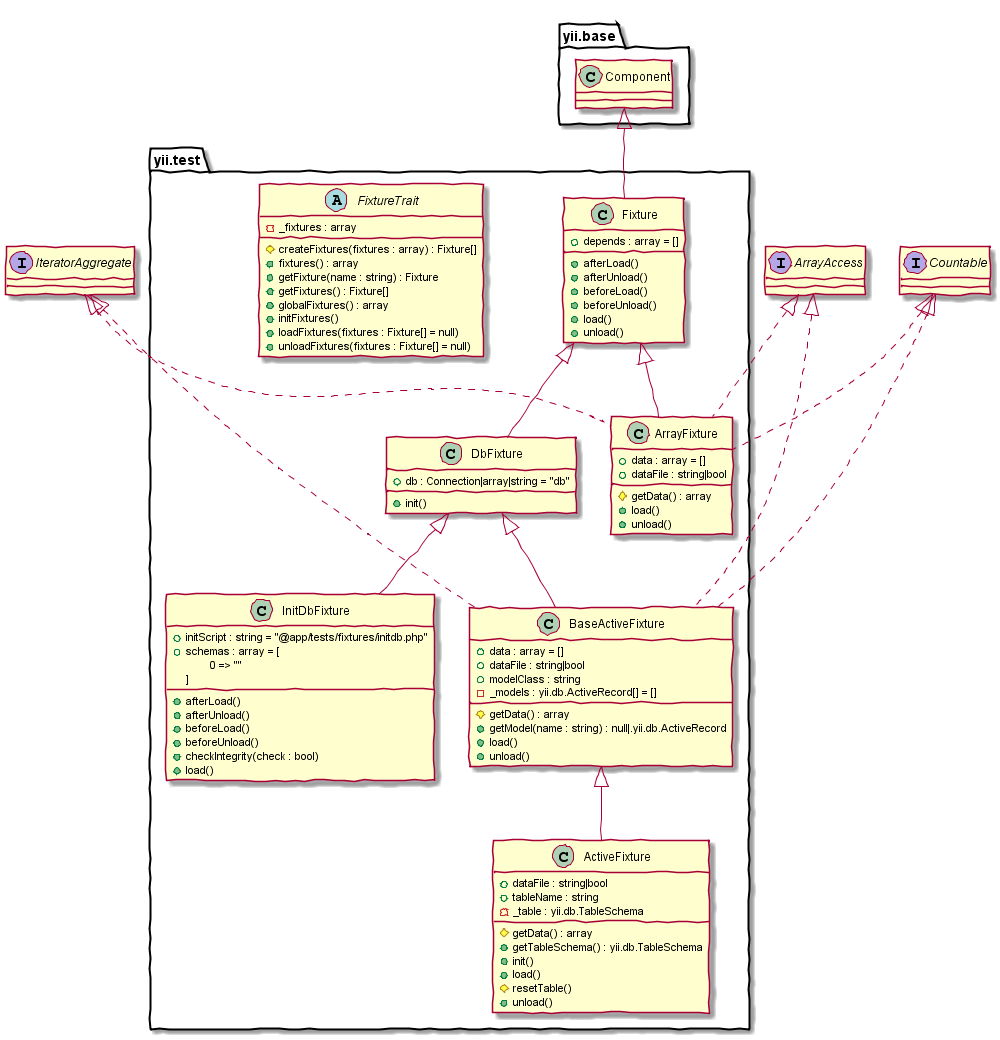 yii.base
C Component
yii.test
A FixtureTrait
_fixtures : array
createFixtures(fixtures : array) : Fixture[]
fixtures() : array
getFixture(name : string) : Fixture
getFixtures() : Fixture[]
globalFixtures() : array
initFixtures()
loadFixtures(fixtures : Fixture[] = null)
unloadFixtures(fixtures : Fixture[] = null)
C Fixture
depends : array = []
afterLoad()
afterUnload()
beforeLoad()
beforeUnload()
load()
unload()
I IteratorAggregate
I ArrayAccess
I Countable
C DbFixture
db : Connection|array|string = "db"
init()
C ArrayFixture
data : array = []
dataFile : string|bool
getData() : array
load()
unload()
C InitDbFixture
initScript : string = "@app/tests/fixtures/initdb.php"
schemas : array = [
0 => ""
]
afterLoad()
afterUnload()
beforeLoad()
beforeUnload()
checkIntegrity(check : bool)
load()
C BaseActiveFixture
data : array = []
dataFile : string|bool
modelClass : string
_models : yii.db.ActiveRecord[] = []
getData() : array
getModel(name : string) : null|.yii.db.ActiveRecord
load()
unload()
C ActiveFixture
dataFile : string|bool
tableName : string
_table : yii.db.TableSchema
getData() : array
getTableSchema() : yii.db.TableSchema
init()
load()
resetTable()
unload()